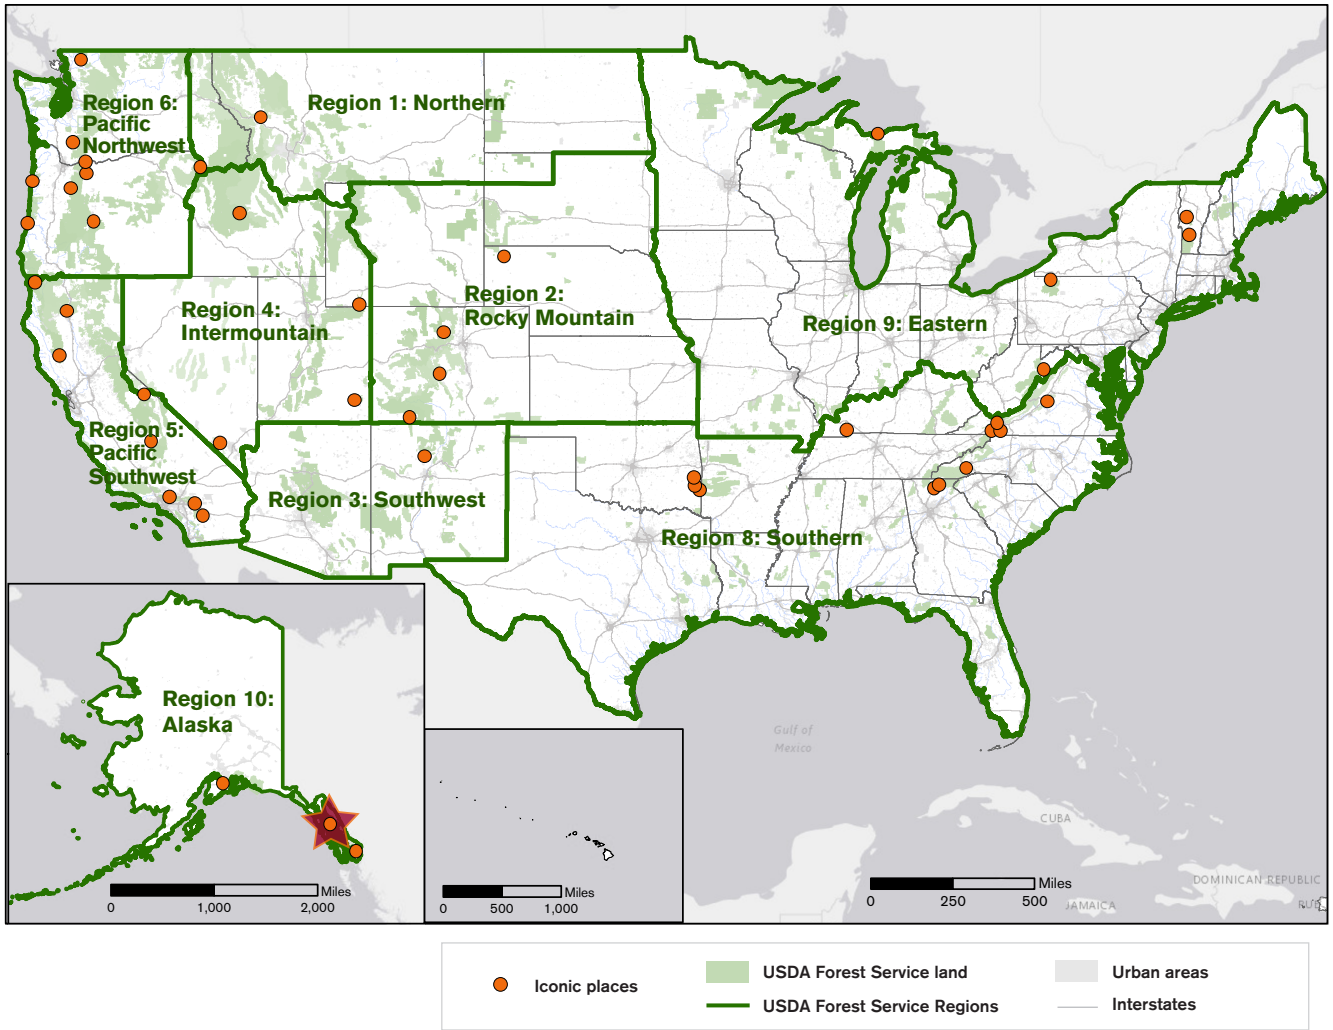 Region 6:
Pacific
Northwest
Region 1: Northern
Region 4:
Intermountain
Region 2:
Rocky Mountain
Region 9: Eastern
Region 5:
Pacific
Southwest
Region 3: Southwest
Region 8: Southern
Region 10:
Alaska
Gulf of
Mexico
CUBA
DOMINICAN REPUBLIC
JAMAICA
Miles
0 1,000 2,000
Miles
0 500 1,000
Miles
0 250 500
Iconic places
USDA Forest Service land
USDA Forest Service Regions
Urban areas
Interstates